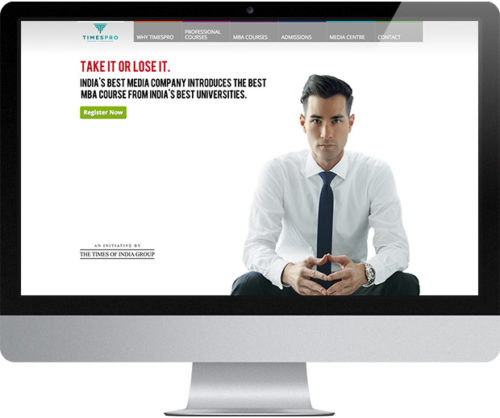 TIMESPRO
WHY TIMESPRO
PROFESSIONAL
COURSES
MBA COURSES
ADMISSIONS
MEDIA CENTRE
CONTACT
TAKE IT OR LOSE IT.
INDIA'S BEST MEDIA COMPANY INTRODUCES THE BEST
MBA COURSE FROM INDIA'S BEST UNIVERSITIES.
Register Now
AN INITIATIVE BY
THE TIMES OF INDIA GROUP